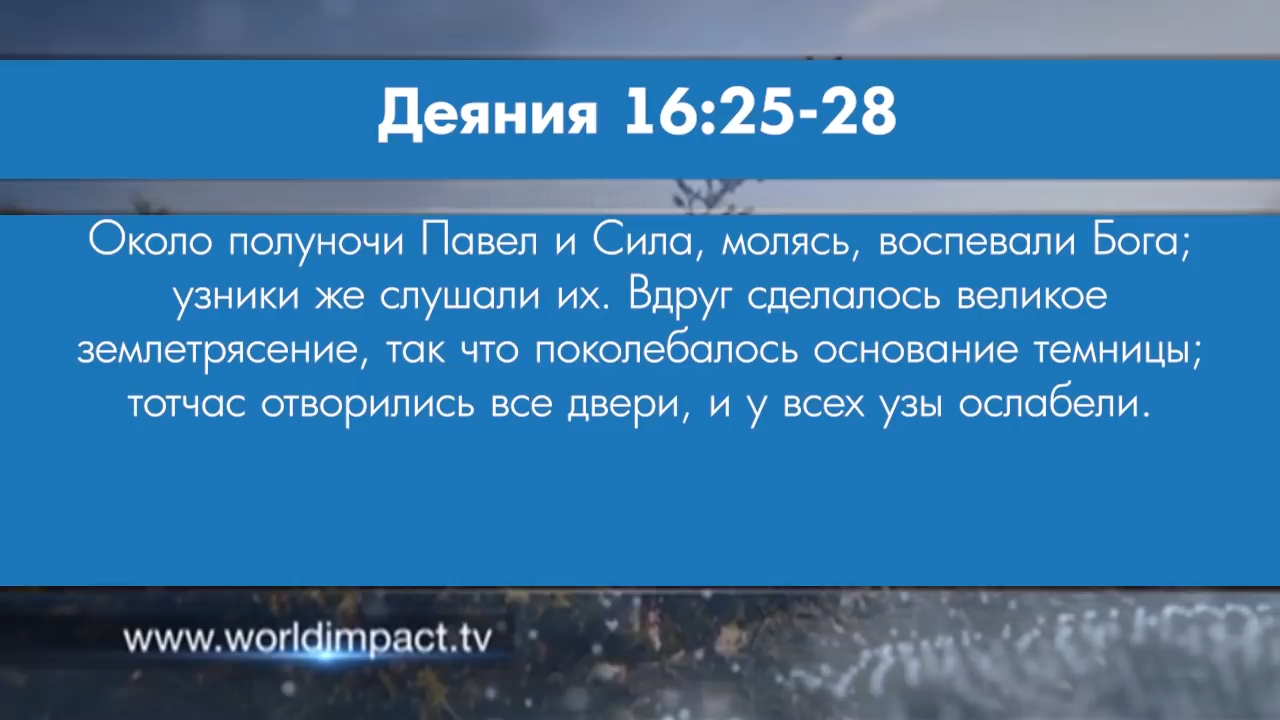 Деяния 16:25-28
Около полуночи Павел и Сила, молясь, воспевали Бога;
узники же слушали их. Вдруг сделалось великое
землетрясение, так что поколебалось основание темницы;
тотчас отворились все двери, и у всех узы ослабели.
www.worldimpact.tv